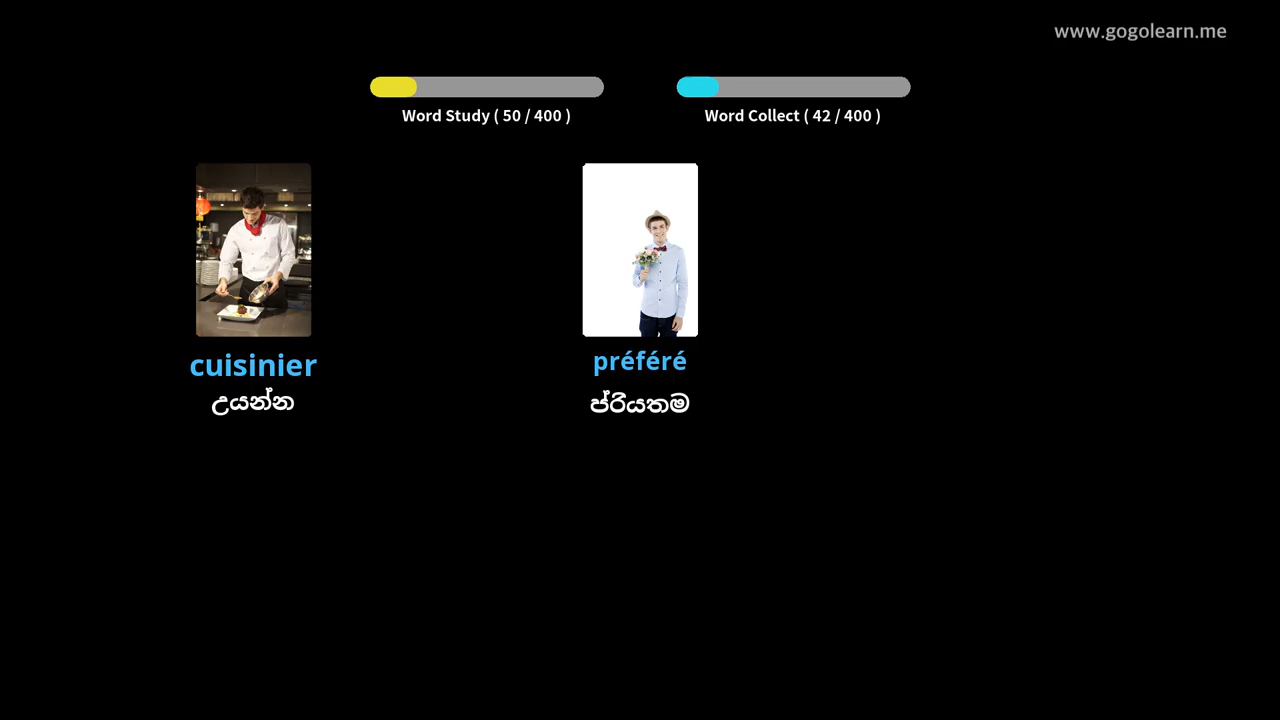 www.gogolearn.me
Word Study ( 50 / 400 )
Word Collect ( 42 / 400 )
cuisinier
උයන්න
préféré
ප්රියතම